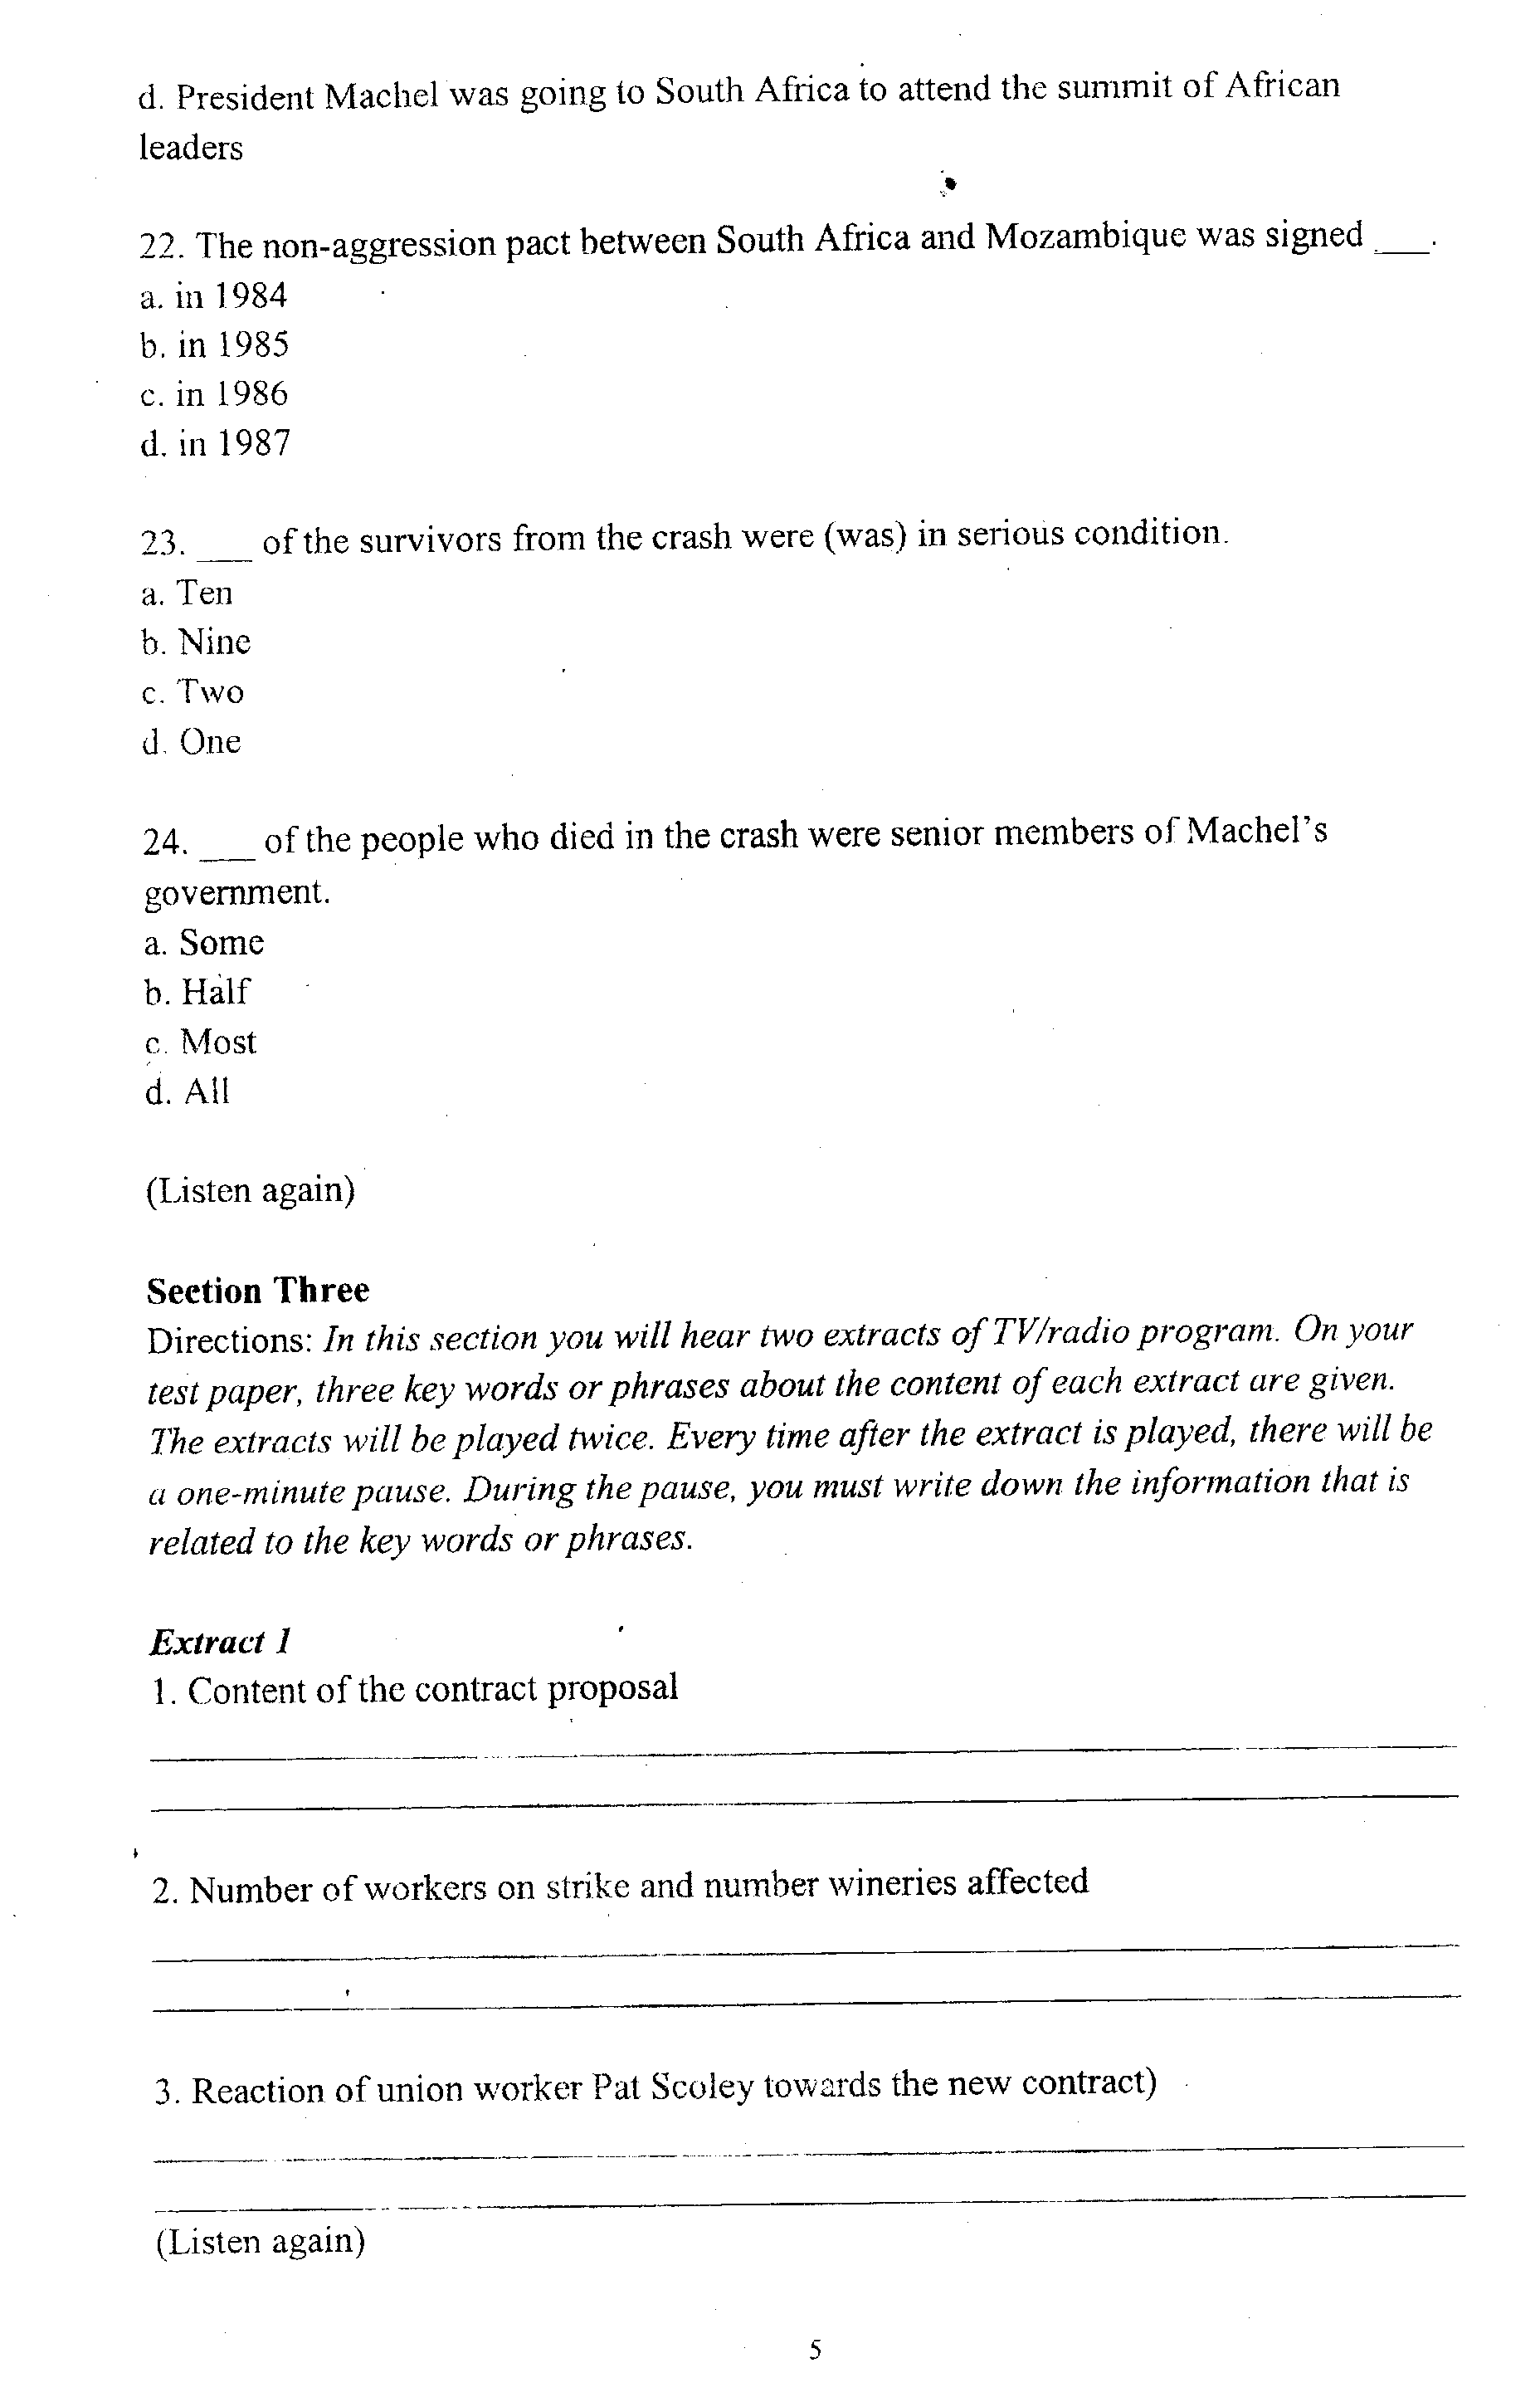 d. President Machel was going to South Africa to attend the summit of African
leaders
22. The non-aggression pact between South Africa and Mozambique was signed ___.
a. in 1984
b. in 1985
c. in 1986
d. in 1987
23. ___ of the survivors from the crash were (was) in serious condition.
a. Ten
b. Nine
c. Two
d. One
24. ___ of the people who died in the crash were senior members of Machel's
government.
a. Some
b. Half
c. Most
d. All
(Listen again)
Section Three
Directions: In this section you will hear two extracts of TV/radio program. On your
test paper, three key words or phrases about the content of each extract are given.
The extracts will be played twice. Every time after the extract is played, there will be
a one-minute pause. During the pause, you must write down the information that is
related to the key words or phrases.
Extract 1
1. Content of the contract proposal
2. Number of workers on strike and number wineries affected
3. Reaction of union worker Pat Scoley towards the new contract)
(Listen again)
5